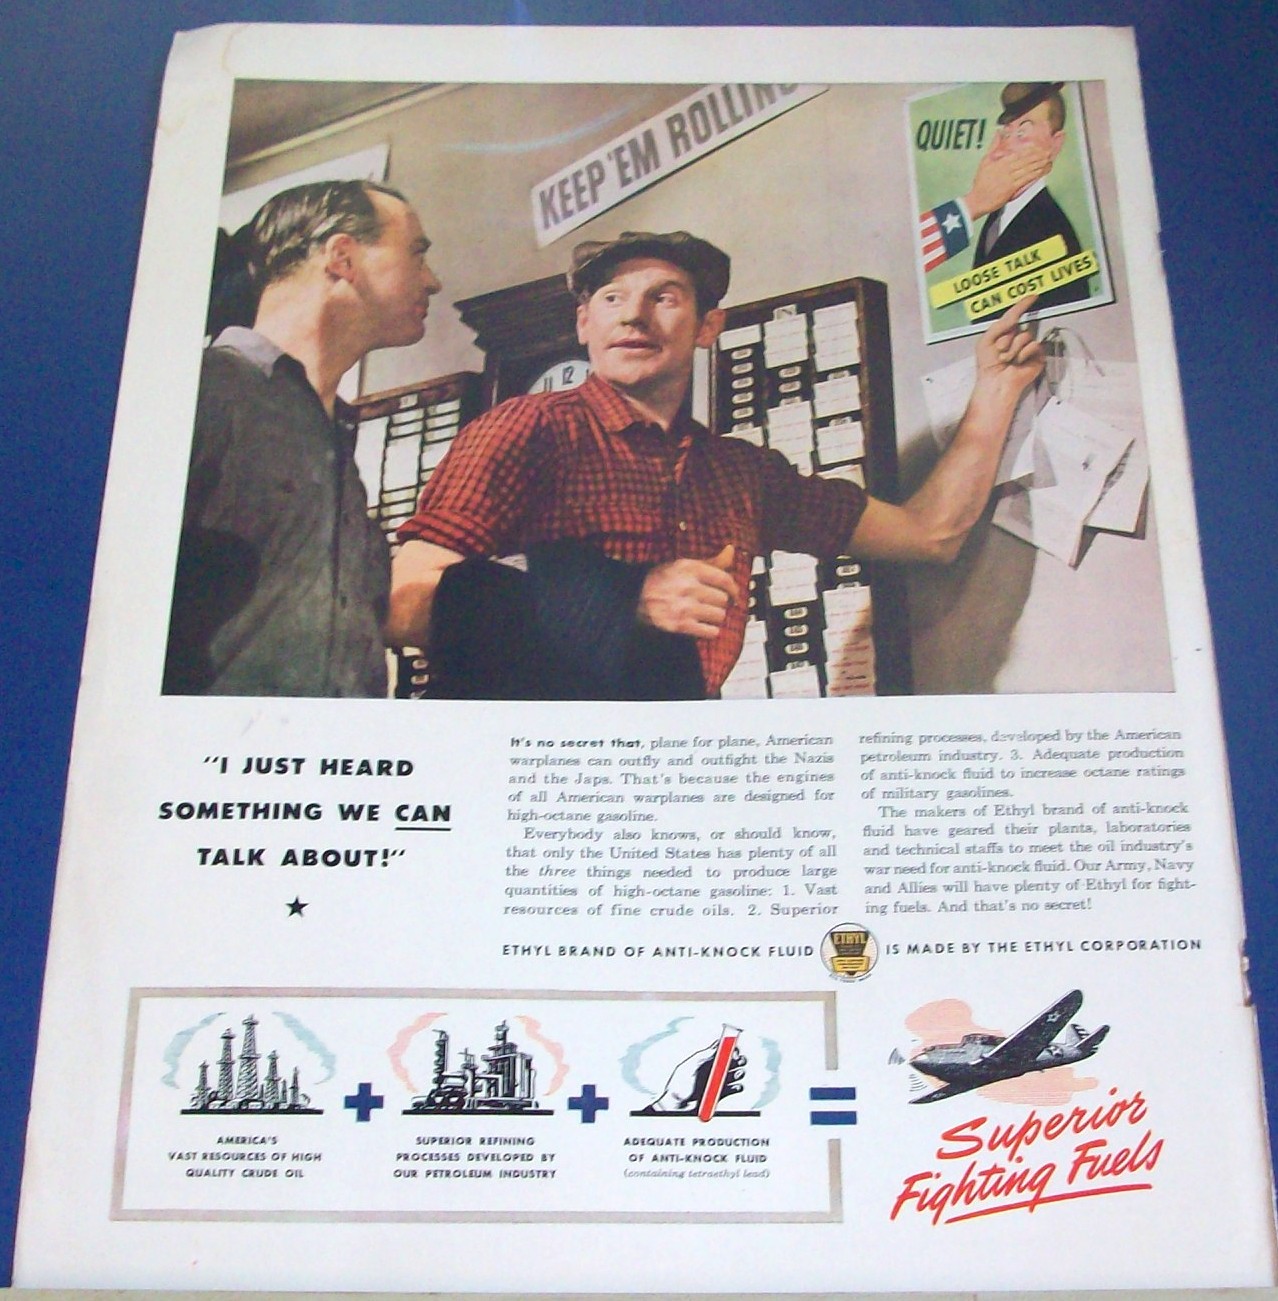 KEEP 'EM ROLLING
QUIET!
LOOSE TALK
CAN COST LIVES
12
IN
"I JUST HEARD
SOMETHING WE CAN
TALK ABOUT!"
It's no secret that, plane for plane, American
warplanes can outfly and outfight the Nazis
and the Japs. That's because the engines
of all American warplanes are designed for
high-octane gasoline.
Everybody also knows, or should know,
that only the United States has plenty of all
the three things needed to produce large
quantities of high-octane gasoline: 1. Vast
resources of fine crude oils. 2. Superior
refining processes, developed by the American
petroleum industry. 3. Adequate production
of anti-knock fluid to increase octane ratings
of military gasolines.
The makers of Ethyl brand of anti-knock
fluid have geared their plants, laboratories
and technical staffs to meet the oil industry's
war need for anti-knock fluid. Our Army, Navy
and Allies will have plenty of Ethyl for fight-
ing fuels. And that's no secret!
ETHYL BRAND OF ANTI-KNOCK FLUID ETHYL IS MADE BY THE ETHYL CORPORATION
AMERICA'S
VAST RESOURCES OF HIGH
QUALITY CRUDE OIL
+
SUPERIOR REFINING
PROCESSES DEVELOPED BY
OUR PETROLEUM INDUSTRY
+
ADEQUATE PRODUCTION
OF ANTI-KNOCK FLUID
(containing tetraethyl lead)
=
Superior
Fighting Fuels